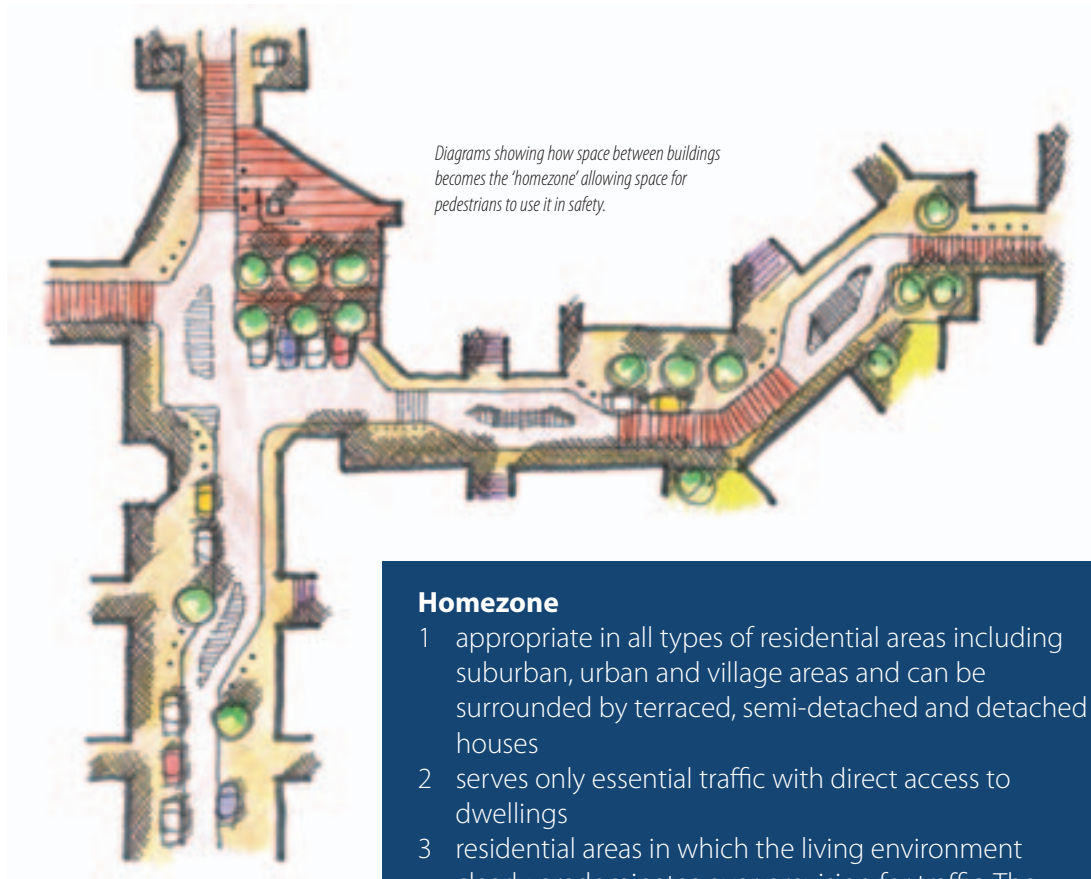 Diagrams showing how space between buildings
becomes the ‘homezone’ allowing space for
pedestrians to use it in safety.
Homezone
1 appropriate in all types of residential areas including
suburban, urban and village areas and can be
surrounded by terraced, semi-detached and detached
houses
2 serves only essential traffic with direct access to
dwellings
3 residential areas in which the living environment